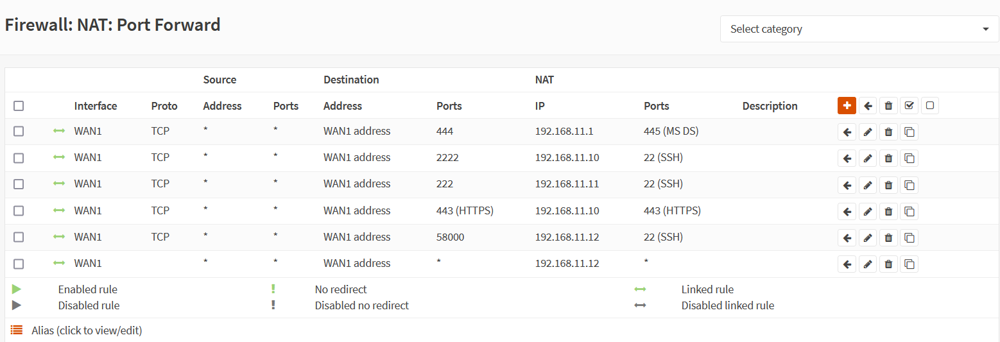 Firewall: NAT: Port Forward
Select category
Source Destination NAT
Interface Proto Address Ports Address Ports IP Ports Description
WAN1 TCP * * WAN1 address 444 192.168.11.1 445 (MS DS)
WAN1 TCP * * WAN1 address 2222 192.168.11.10 22 (SSH)
WAN1 TCP * * WAN1 address 222 192.168.11.11 22 (SSH)
WAN1 TCP * * WAN1 address 443 (HTTPS) 192.168.11.10 443 (HTTPS)
WAN1 TCP * * WAN1 address 58000 192.168.11.12 22 (SSH)
WAN1 * * WAN1 address * 192.168.11.12 *
Enabled rule ! No redirect Linked rule
Disabled rule ! Disabled no redirect Disabled linked rule
Alias (click to view/edit)